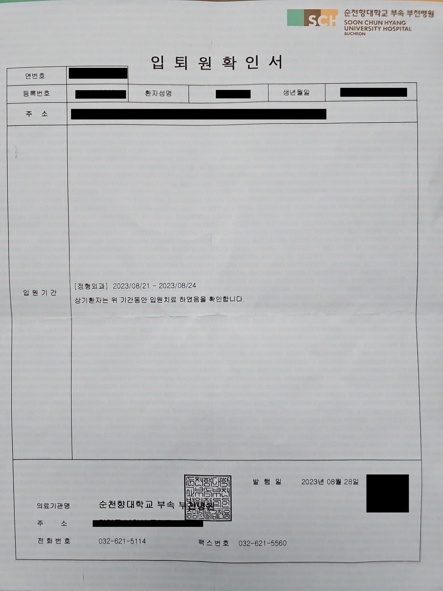 SCH 순천향대학교 부속 부천병원
SOON CHUN HYANG
UNIVERSITY HOSPITAL
BUCHEON
입 퇴 원 확 인 서
연번호
등록번호 환자성명 생년월일
주 소
입 원 기 간
[정형외과] 2023/08/21 - 2023/08/24
상기환자는 위 기간동안 입원치료 하였음을 확인합니다
발 행 일 2023년 08월 28일
의료기관명 순천향대학교 부속 부천병원
주 소
전 화 번 호 032-621-5114 팩 스 번 호 032-621-5560